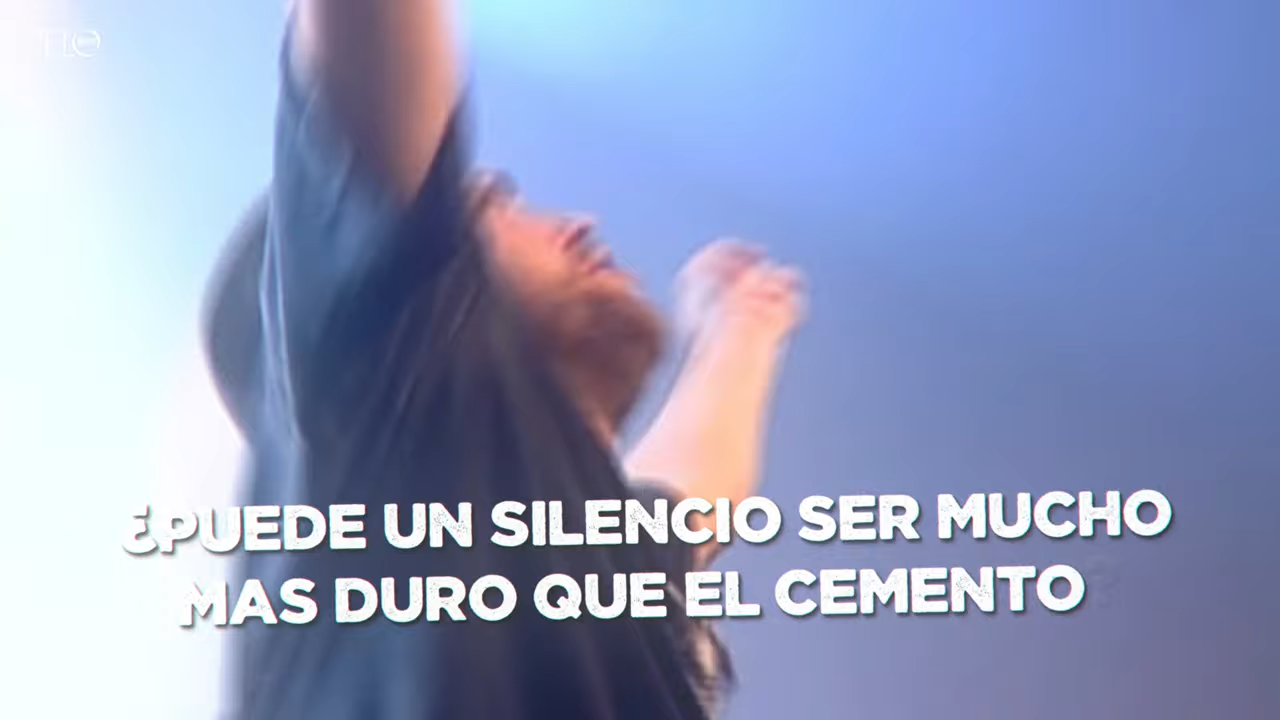 ¿PUEDE UN SILENCIO SER MUCHO
MAS DURO QUE EL CEMENTO?